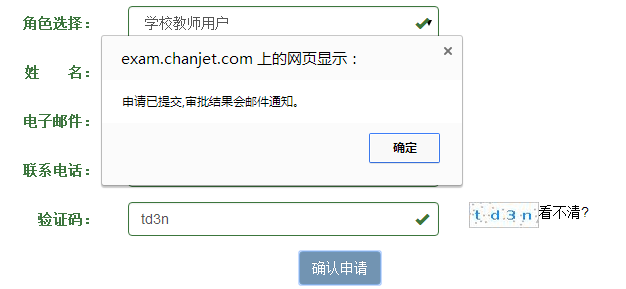 角色选择： 学校教师用户
exam.chanjet.com 上的网页显示：
姓 名：
申请已提交,审批结果会邮件通知。
电子邮件：
确定
联系电话：
验证码： td3n td3n看不清?
确认申请